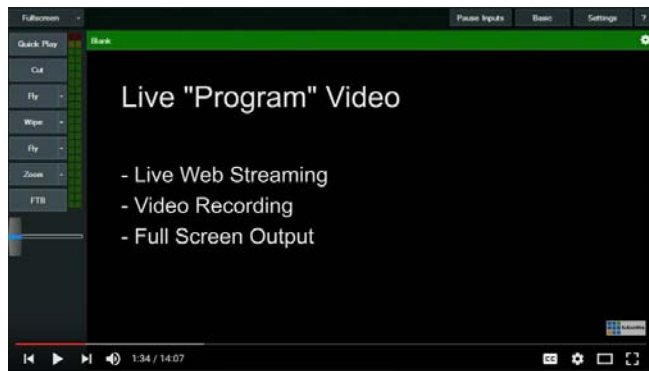 Fullscreen Pause Inputs Basic Settings ?
Quick Play Blank
Cut
Fly
Wipe
Fly
Zoom
FTB
Live "Program" Video
- Live Web Streaming
- Video Recording
- Full Screen Output
1:34 / 14:07
CC